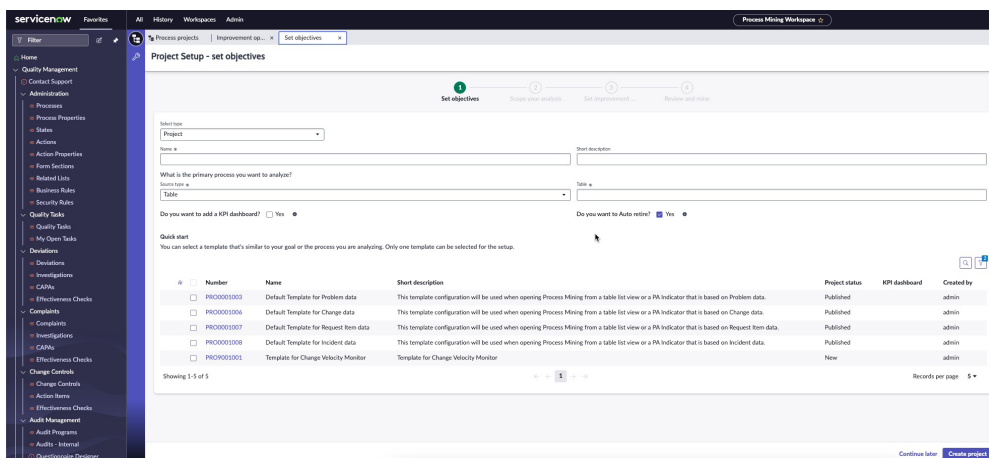 servicenow Favorites All History Workspaces Admin Process Mining Workspace
Filter
Process projects Improvement op... × Set objectives ×
Home
Quality Management
Contact Support
Administration
Processes
Process Properties
States
Actions
Action Properties
Form Sections
Related Lists
Business Rules
Security Rules
Quality Tasks
Quality Tasks
My Open Tasks
Deviations
Deviations
Investigations
CAPAs
Effectiveness Checks
Complaints
Complaints
Investigations
CAPAs
Effectiveness Checks
Change Controls
Change Controls
Action Items
Effectiveness Checks
Audit Management
Audit Programs
Audits - Internal
Questionnaire Designer
Project Setup - set objectives
1 2 3 4
Set objectives Scope your analysis Set improvement ... Review and mine
Select type
Project
Name * Short description
What is the primary process you want to analyze?
Source type * Table *
Table
Do you want to add a KPI dashboard? Yes Do you want to Auto retire? Yes
Quick start
You can select a template that's similar to your goal or the process you are analyzing. Only one template can be selected for the setup.
2
Number Name Short description Project status KPI dashboard Created by
PRO0001003 Default Template for Problem data This template configuration will be used when opening Process Mining from a table list view or a PA Indicator that is based on Problem data. Published admin
PRO0001006 Default Template for Change data This template configuration will be used when opening Process Mining from a table list view or a PA Indicator that is based on Change data. Published admin
PRO0001007 Default Template for Request Item data This template configuration will be used when opening Process Mining from a table list view or a PA Indicator that is based on Request Item data. Published admin
PRO0001008 Default Template for Incident data This template configuration will be used when opening Process Mining from a table list view or a PA Indicator that is based on Incident data. Published admin
PRO9001001 Template for Change Velocity Monitor Template for Change Velocity Monitor New admin
Showing 1-5 of 5 1 Records per page 5
Continue later Create project